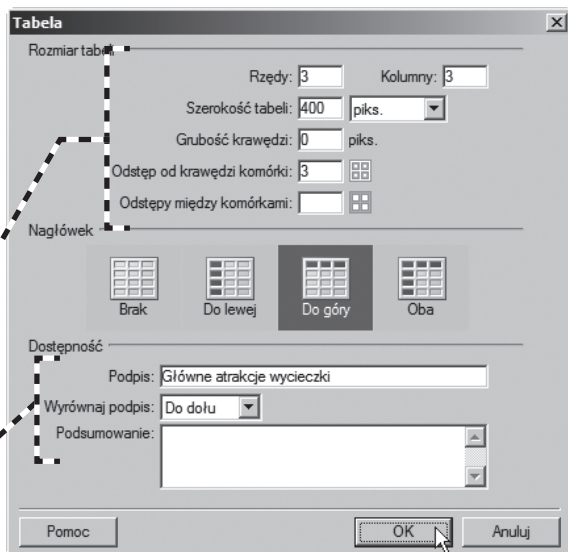 Tabela
Rozmiar tabeli
Rzędy: 3 Kolumny: 3
Szerokość tabeli: 400 piks.
Grubość krawędzi: 0 piks.
Odstęp od krawędzi komórki: 3
Odstępy między komórkami:
Nagłówek
Brak Do lewej Do góry Oba
Dostępność
Podpis: Główne atrakcje wycieczki
Wyrównaj podpis: Do dołu
Podsumowanie:
Pomoc OK Anuluj